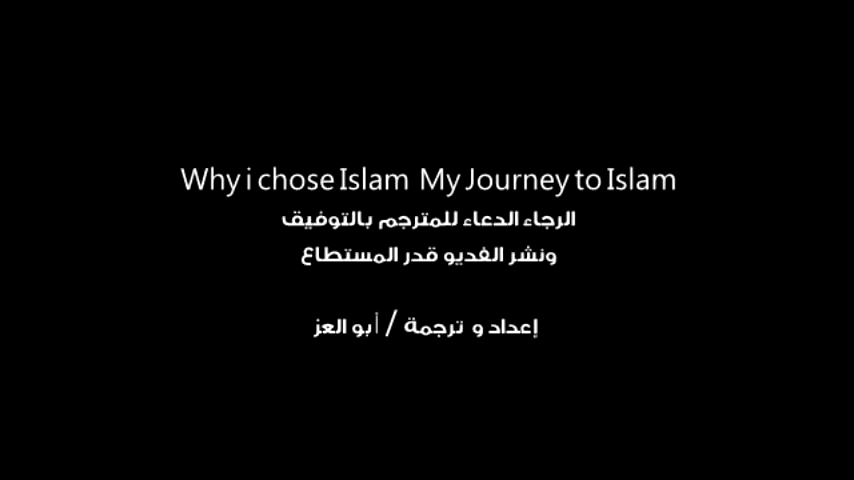 Why i chose Islam My Journey to Islam
الرجاء الدعاء للمترجم بالتوفيق
ونشر الفديو قدر المستطاع
إعداد و ترجمة / أبو العز